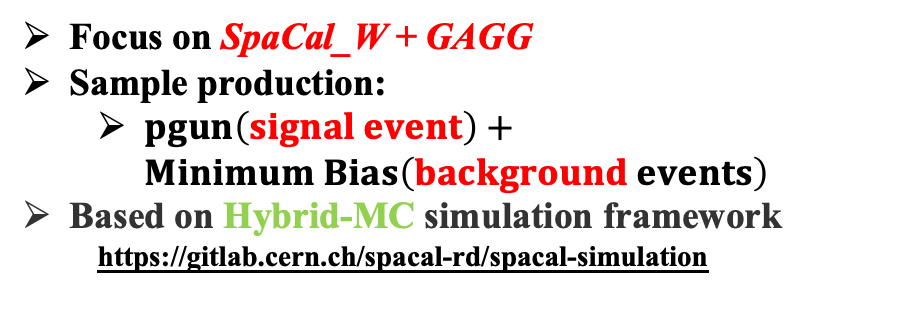 ➢ Focus on SpaCal_W + GAGG
➢ Sample production:
➢ pgun(signal event) +
Minimum Bias(background events)
➢ Based on Hybrid-MC simulation framework
https://gitlab.cern.ch/spacal-rd/spacal-simulation